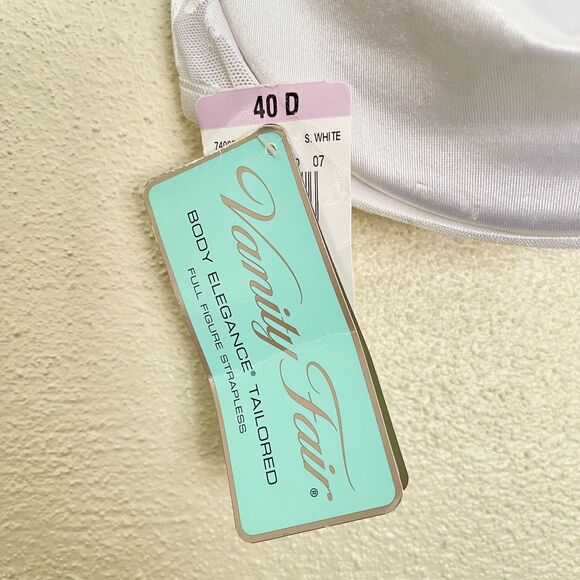 40 D
S. WHITE
07
Vanity Fair®
BODY ELEGANCE® TAILORED
FULL FIGURE STRAPLESS